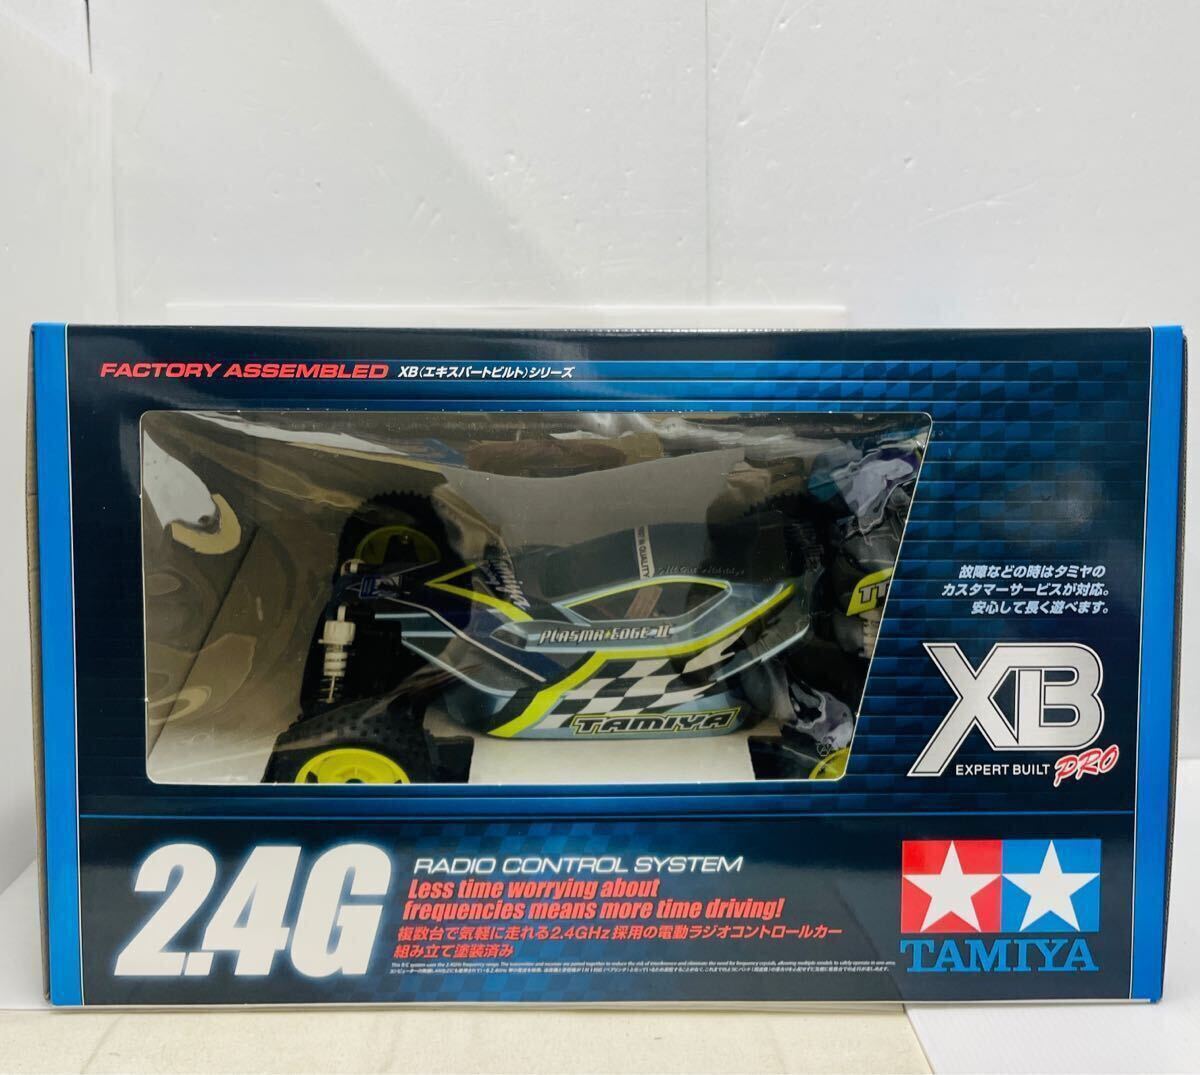 FACTORY ASSEMBLED XB(エキスパートビルト)シリーズ
IN QUALITY
PLASMA EDGE II
TAMIYA
故障などの時はタミヤの
カスタマーサービスが対応。
安心して長く遊べます。
XB
EXPERT BUILT PRO
2.4G
RADIO CONTROL SYSTEM
Less time worrying about
frequencies means more time driving!
複数台で気軽に走れる2.4GHz採用の電動ラジオコントロールカー
組み立て塗装済み
TAMIYA